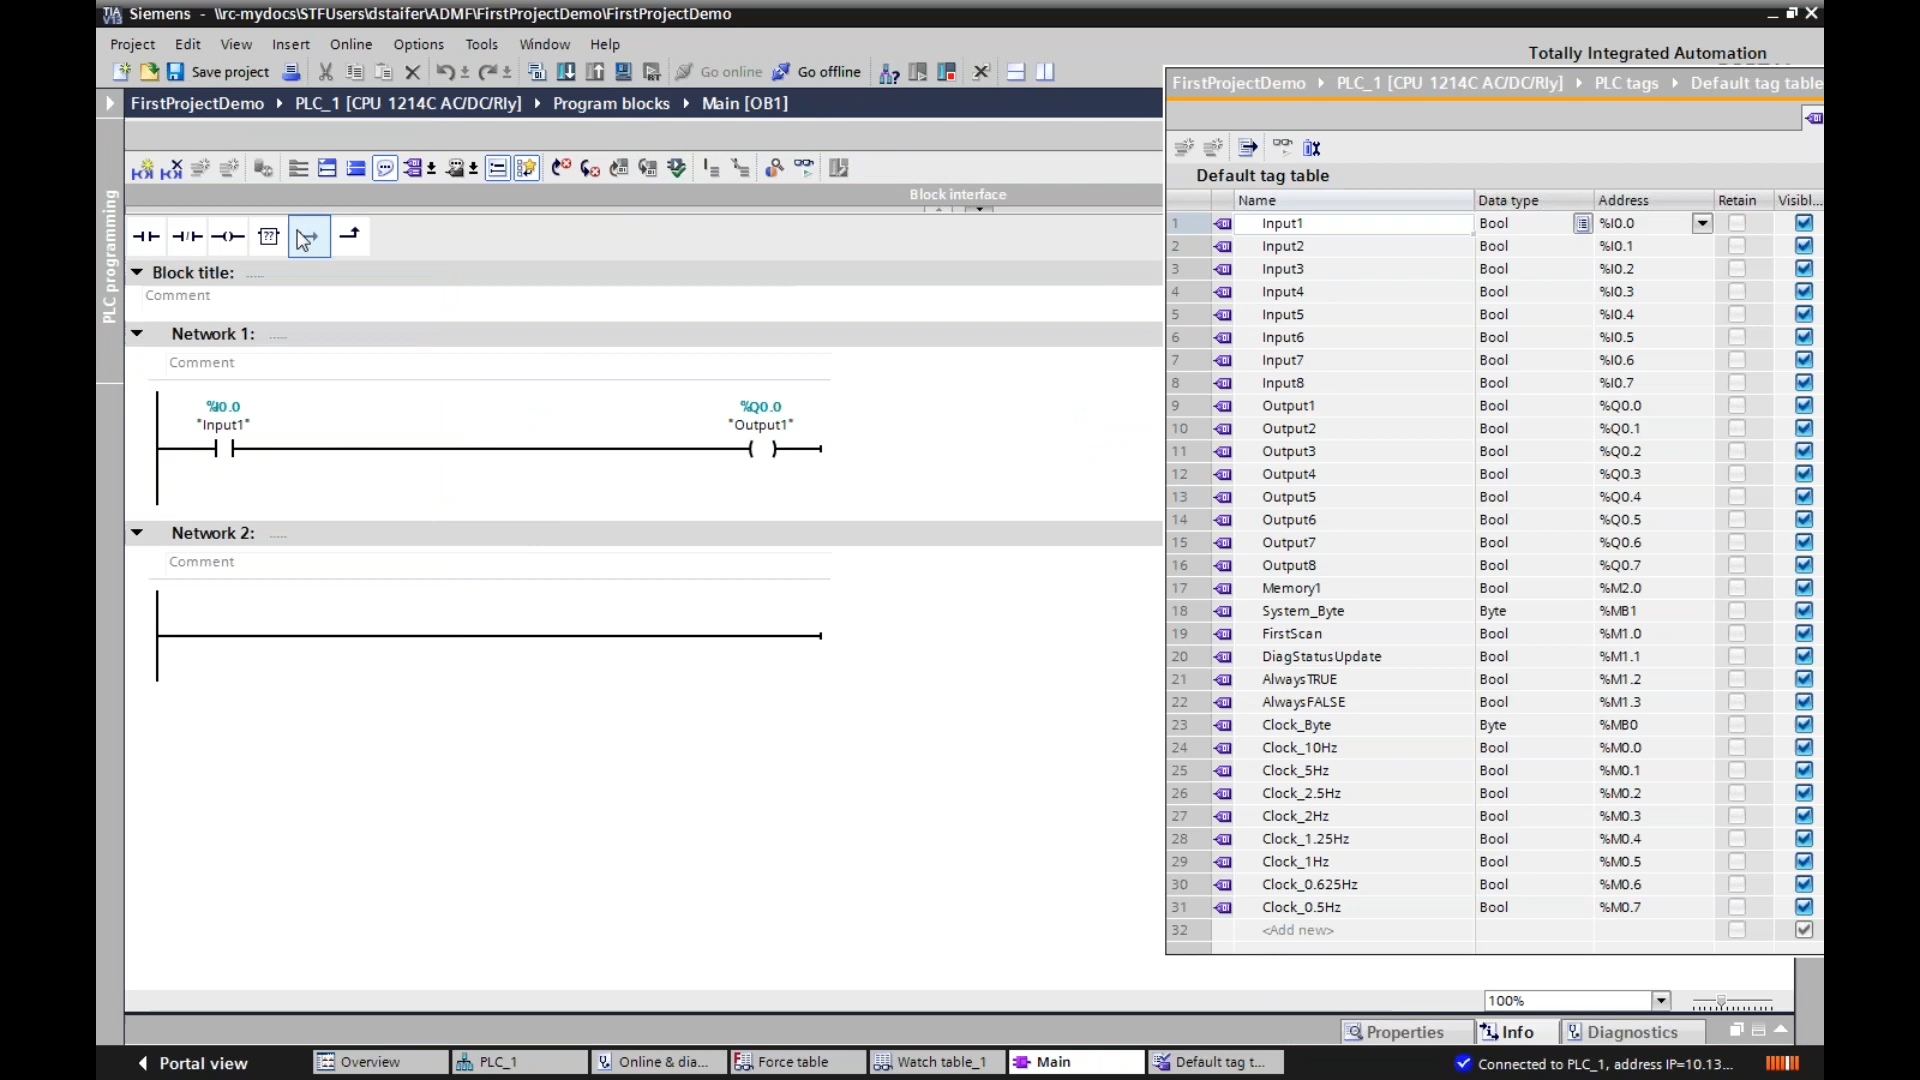 Siemens - \\rc-mydocs\STFUsers\dstaifer\ADMF\FirstProjectDemo\FirstProjectDemo
Project Edit View Insert Online Options Tools Window Help
Totally Integrated Automation
Save project Go online Go offline
FirstProjectDemo PLC_1 [CPU 1214C AC/DC/Rly] Program blocks Main [OB1]
Block interface
PLC programming
Block title: .....
Comment
Network 1: .....
Comment
%I0.0 %Q0.0
"Input1" "Output1"
Network 2: .....
Comment
FirstProjectDemo PLC_1 [CPU 1214C AC/DC/Rly] PLC tags Default tag table
Default tag table
Name Data type Address Retain Visibl...
1 Input1 Bool %I0.0
2 Input2 Bool %I0.1
3 Input3 Bool %I0.2
4 Input4 Bool %I0.3
5 Input5 Bool %I0.4
6 Input6 Bool %I0.5
7 Input7 Bool %I0.6
8 Input8 Bool %I0.7
9 Output1 Bool %Q0.0
10 Output2 Bool %Q0.1
11 Output3 Bool %Q0.2
12 Output4 Bool %Q0.3
13 Output5 Bool %Q0.4
14 Output6 Bool %Q0.5
15 Output7 Bool %Q0.6
16 Output8 Bool %Q0.7
17 Memory1 Bool %M2.0
18 System_Byte Byte %MB1
19 FirstScan Bool %M1.0
20 DiagStatusUpdate Bool %M1.1
21 AlwaysTRUE Bool %M1.2
22 AlwaysFALSE Bool %M1.3
23 Clock_Byte Byte %MB0
24 Clock_10Hz Bool %M0.0
25 Clock_5Hz Bool %M0.1
26 Clock_2.5Hz Bool %M0.2
27 Clock_2Hz Bool %M0.3
28 Clock_1.25Hz Bool %M0.4
29 Clock_1Hz Bool %M0.5
30 Clock_0.625Hz Bool %M0.6
31 Clock_0.5Hz Bool %M0.7
32 <Add new>
100%
Properties Info Diagnostics
Portal view Overview PLC_1 Online & dia... Force table Watch table_1 Main Default tag t... Connected to PLC_1, address IP=10.13...